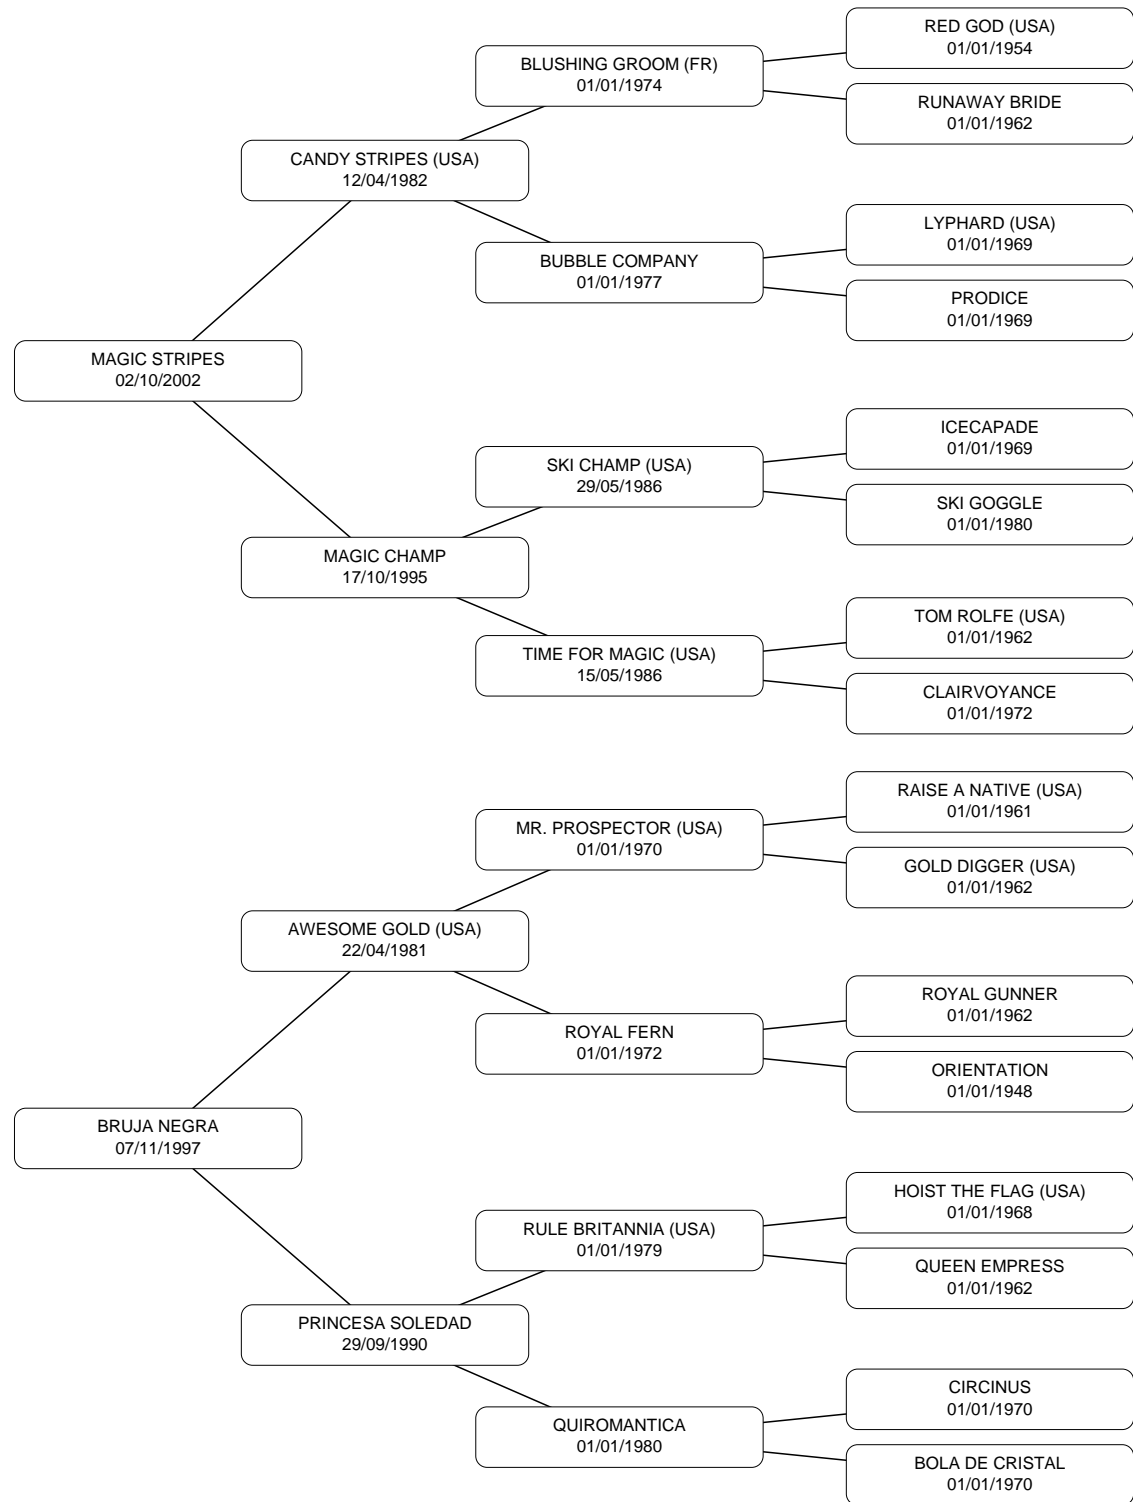 RED GOD (USA)
01/01/1954
BLUSHING GROOM (FR)
01/01/1974
RUNAWAY BRIDE
01/01/1962
CANDY STRIPES (USA)
12/04/1982
LYPHARD (USA)
01/01/1969
BUBBLE COMPANY
01/01/1977
PRODICE
01/01/1969
MAGIC STRIPES
02/10/2002
ICECAPADE
01/01/1969
SKI CHAMP (USA)
29/05/1986
SKI GOGGLE
01/01/1980
MAGIC CHAMP
17/10/1995
TOM ROLFE (USA)
01/01/1962
TIME FOR MAGIC (USA)
15/05/1986
CLAIRVOYANCE
01/01/1972
RAISE A NATIVE (USA)
01/01/1961
MR. PROSPECTOR (USA)
01/01/1970
GOLD DIGGER (USA)
01/01/1962
AWESOME GOLD (USA)
22/04/1981
ROYAL GUNNER
01/01/1962
ROYAL FERN
01/01/1972
ORIENTATION
01/01/1948
BRUJA NEGRA
07/11/1997
HOIST THE FLAG (USA)
01/01/1968
RULE BRITANNIA (USA)
01/01/1979
QUEEN EMPRESS
01/01/1962
PRINCESA SOLEDAD
29/09/1990
CIRCINUS
01/01/1970
QUIROMANTICA
01/01/1980
BOLA DE CRISTAL
01/01/1970